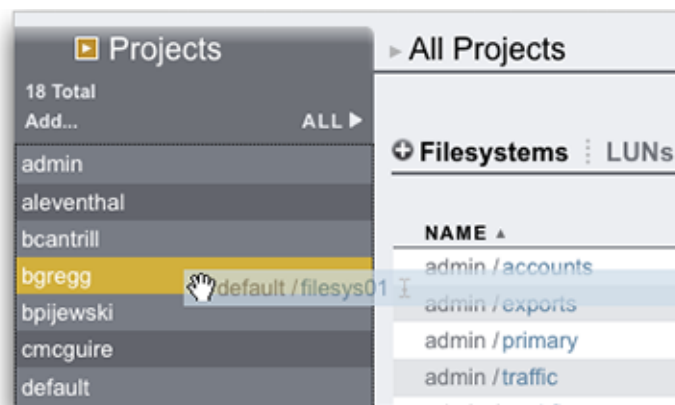 Projects
18 Total
Add... ALL
admin
aleventhal
bcantrill
bgregg
bpijewski
cmcguire
default
All Projects
Filesystems LUNs
NAME
admin / accounts
default / filesys01
admin / exports
admin / primary
admin / traffic